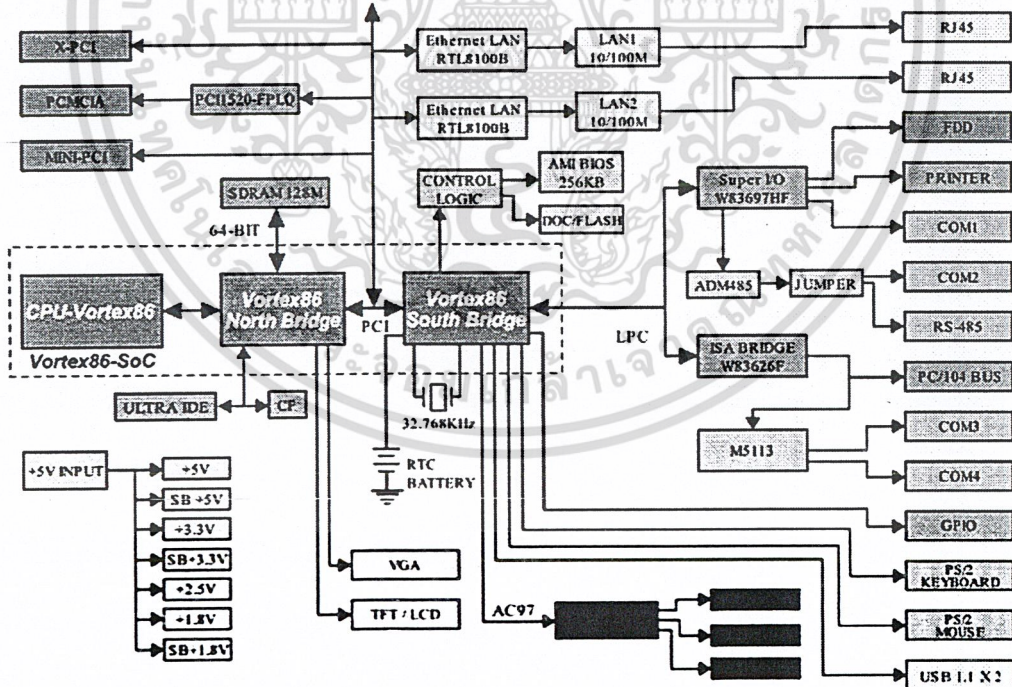 X-PCI
PCMCIA
PCI1520-FPLQ
MINI-PCI
Ethernet LAN
RTL8100B
LAN1
10/100M
RJ45
Ethernet LAN
RTL8100B
LAN2
10/100M
RJ45
SDRAM 128M
64-BIT
CONTROL
LOGIC
AMI BIOS
256KB
DOC/FLASH
Super I/O
W83697HF
FDD
PRINTER
COM1
ADM485
JUMPER
COM2
RS-485
CPU-Vortex86
Vortex86
North Bridge
PCI
Vortex86
South Bridge
LPC
Vortex86-SoC
ISA BRIDGE
W83626F
PC/104 BUS
ULTRA IDE
CF
32.768KHz
M5113
COM3
COM4
RTC
BATTERY
+5V INPUT
+5V
SB +5V
+3.3V
SB+3.3V
+2.5V
+1.8V
SB+1.8V
VGA
TFT / LCD
AC97
GPIO
PS/2
KEYBOARD
PS/2
MOUSE
USB 1.1 X 2